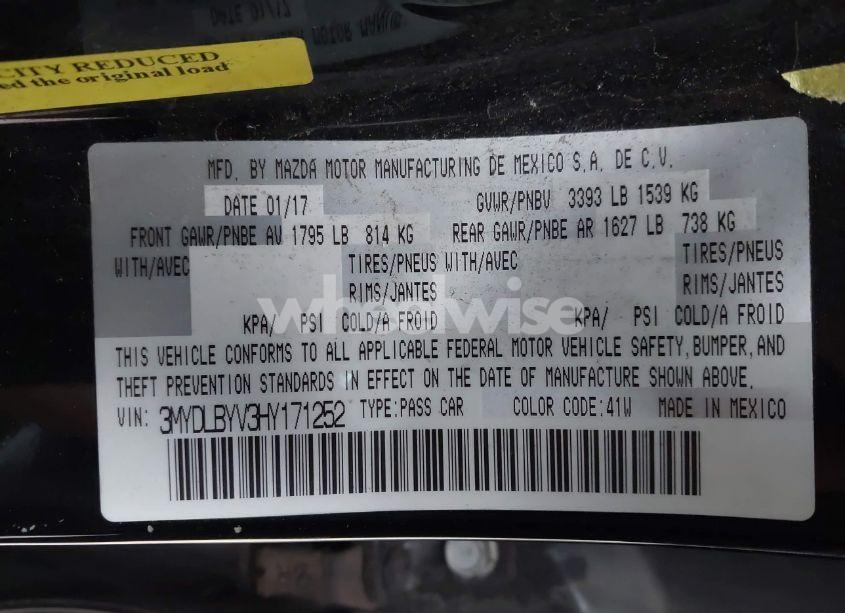 CITY REDUCED
ed the original load
MFD. BY MAZDA MOTOR MANUFACTURING DE MEXICO S.A. DE C.V.
DATE 01/17 GVWR/PNBV 3393 LB 1539 KG
FRONT GAWR/PNBE AV 1795 LB 814 KG REAR GAWR/PNBE AR 1627 LB 738 KG
WITH/AVEC TIRES/PNEUS WITH/AVEC TIRES/PNEUS
RIMS/JANTES RIMS/JANTES
KPA/ PSI COLD/A FROID KPA/ PSI COLD/A FROID
wheelwise
THIS VEHICLE CONFORMS TO ALL APPLICABLE FEDERAL MOTOR VEHICLE SAFETY,BUMPER,AND
THEFT PREVENTION STANDARDS IN EFFECT ON THE DATE OF MANUFACTURE SHOWN ABOVE.
VIN: 3MYDLBYV3HY171252 TYPE:PASS CAR COLOR CODE:41W MADE IN MEXICO